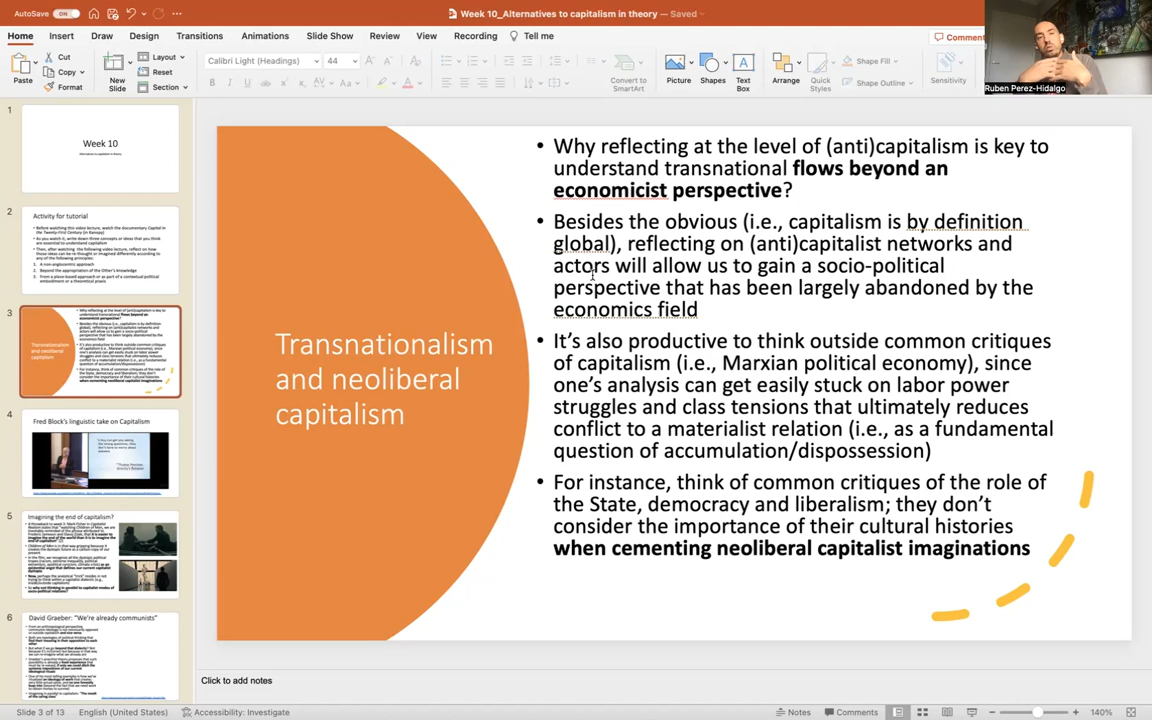 AutoSave ON
Week 10_Alternatives to capitalism in theory — Saved
Home Insert Draw Design Transitions Animations Slide Show Review View Recording Tell me
Comment
Paste
Cut
Copy
Format
New Slide
Layout
Reset
Section
Calibri Light (Headings) 44
Convert to SmartArt
Picture
Shapes
Text Box
Arrange
Quick Styles
Shape Fill
Shape Outline
Sensitivity
Ruben Perez-Hidalgo
1
Week 10
Alternatives to capitalism in theory
2
Activity for tutorial
3
Transnationalism
and neoliberal
capitalism
4
Fred Block's linguistic take on Capitalism
5
Imagining the end of capitalism?
6
David Graeber: "We're already communists"
Transnationalism
and neoliberal
capitalism
• Why reflecting at the level of (anti)capitalism is key to
understand transnational flows beyond an
economicist perspective?
• Besides the obvious (i.e., capitalism is by definition
global), reflecting on (anti)capitalist networks and
actors will allow us to gain a socio-political
perspective that has been largely abandoned by the
economics field
• It's also productive to think outside common critiques
of capitalism (i.e., Marxian political economy), since
one's analysis can get easily stuck on labor power
struggles and class tensions that ultimately reduces
conflict to a materialist relation (i.e., as a fundamental
question of accumulation/dispossession)
• For instance, think of common critiques of the role of
the State, democracy and liberalism; they don't
consider the importance of their cultural histories
when cementing neoliberal capitalist imaginations
Click to add notes
Slide 3 of 13 English (United States) Accessibility: Investigate
Notes Comments 140%